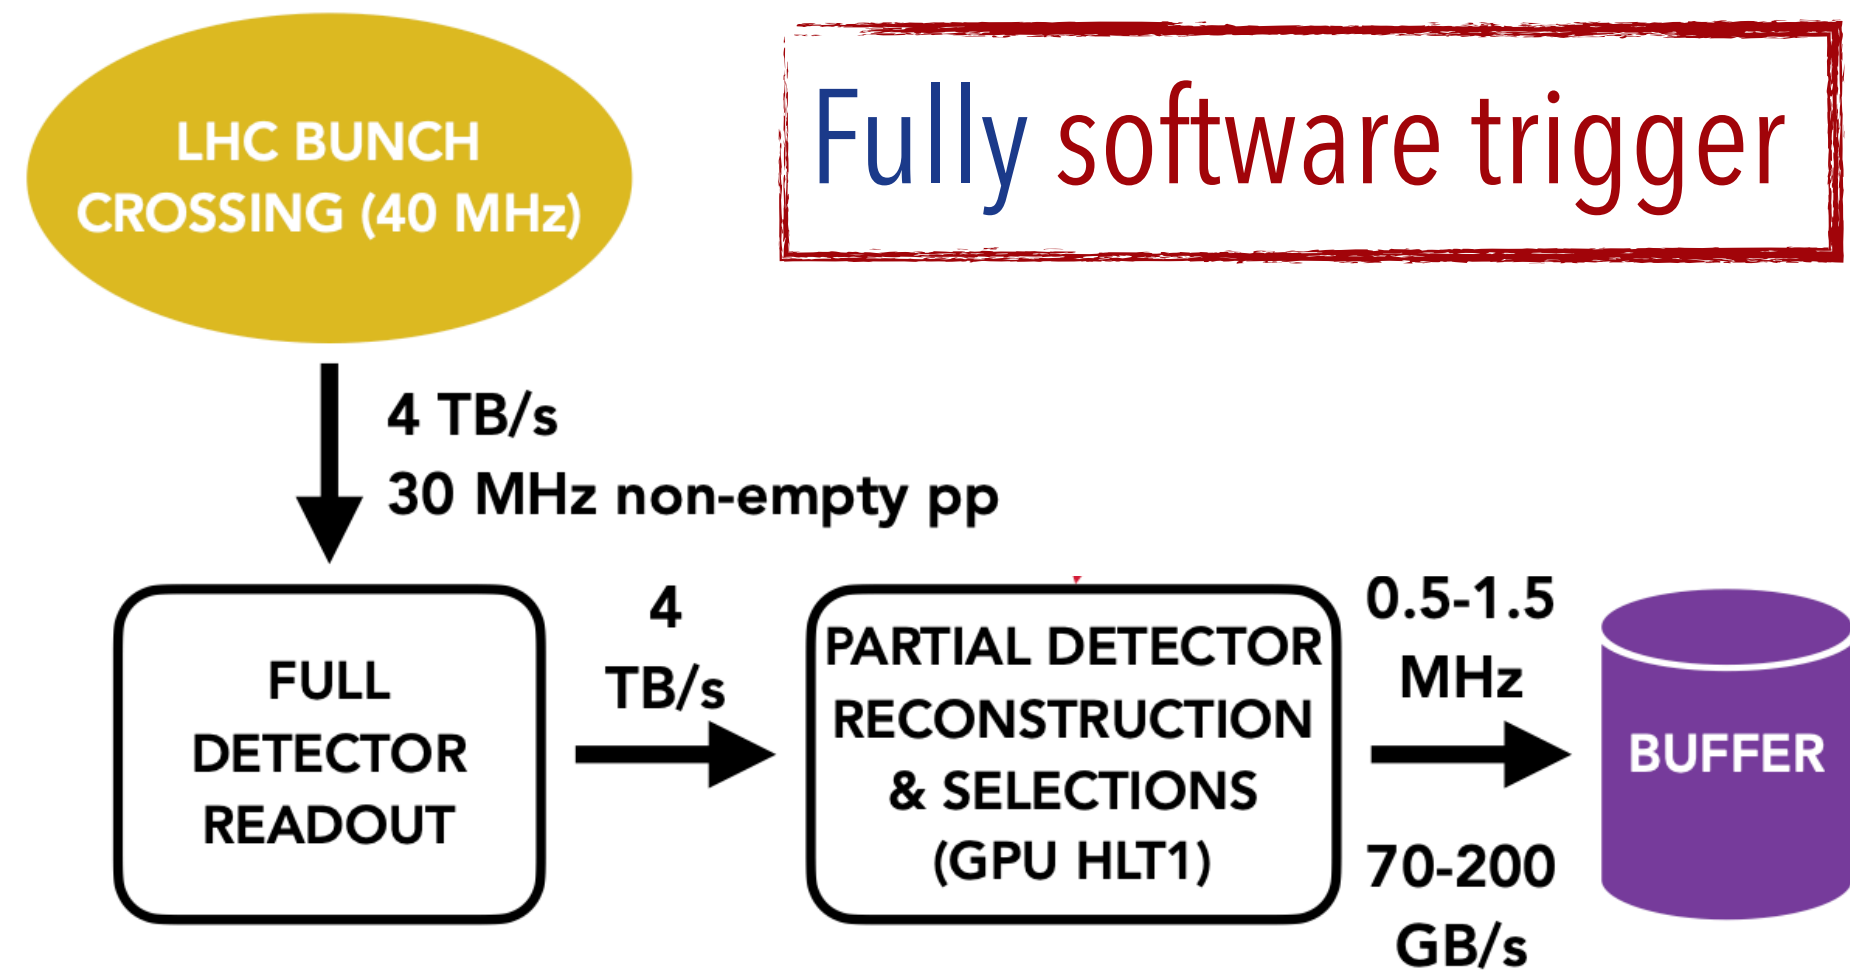 LHC BUNCH
CROSSING (40 MHz)
Fully software trigger
4 TB/s
30 MHz non-empty pp
FULL
DETECTOR
READOUT
4
TB/s
PARTIAL DETECTOR
RECONSTRUCTION
& SELECTIONS
(GPU HLT1)
0.5-1.5
MHz
70-200
GB/s
BUFFER